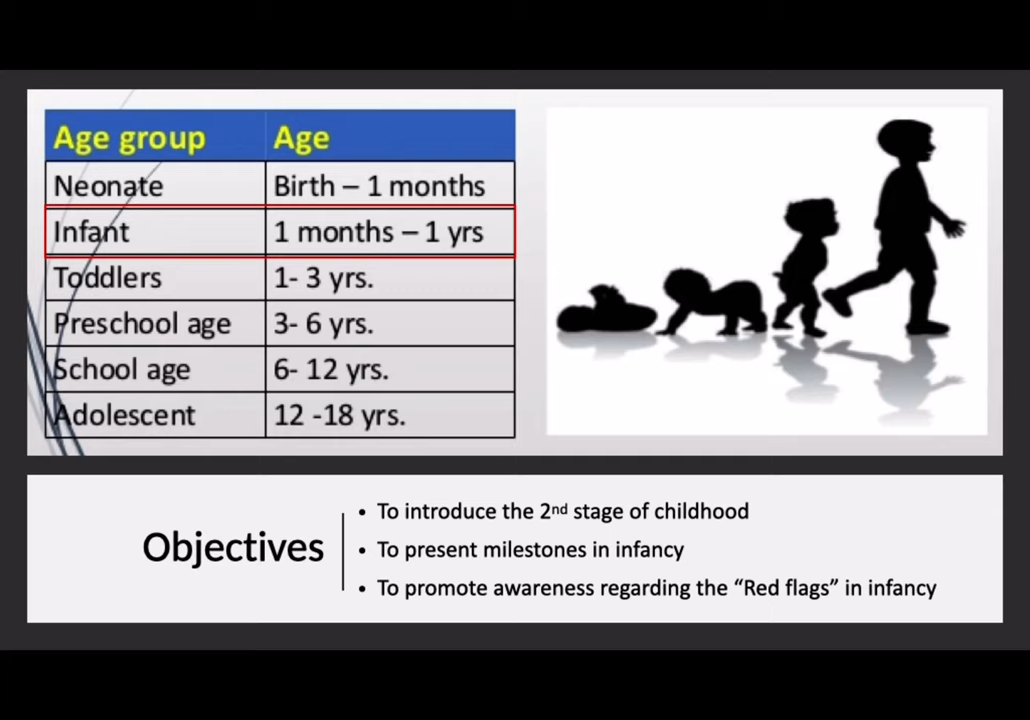 Age group Age
Neonate Birth – 1 months
Infant 1 months – 1 yrs
Toddlers 1- 3 yrs.
Preschool age 3- 6 yrs.
School age 6- 12 yrs.
Adolescent 12 -18 yrs.
Objectives
• To introduce the 2nd stage of childhood
• To present milestones in infancy
• To promote awareness regarding the “Red flags” in infancy